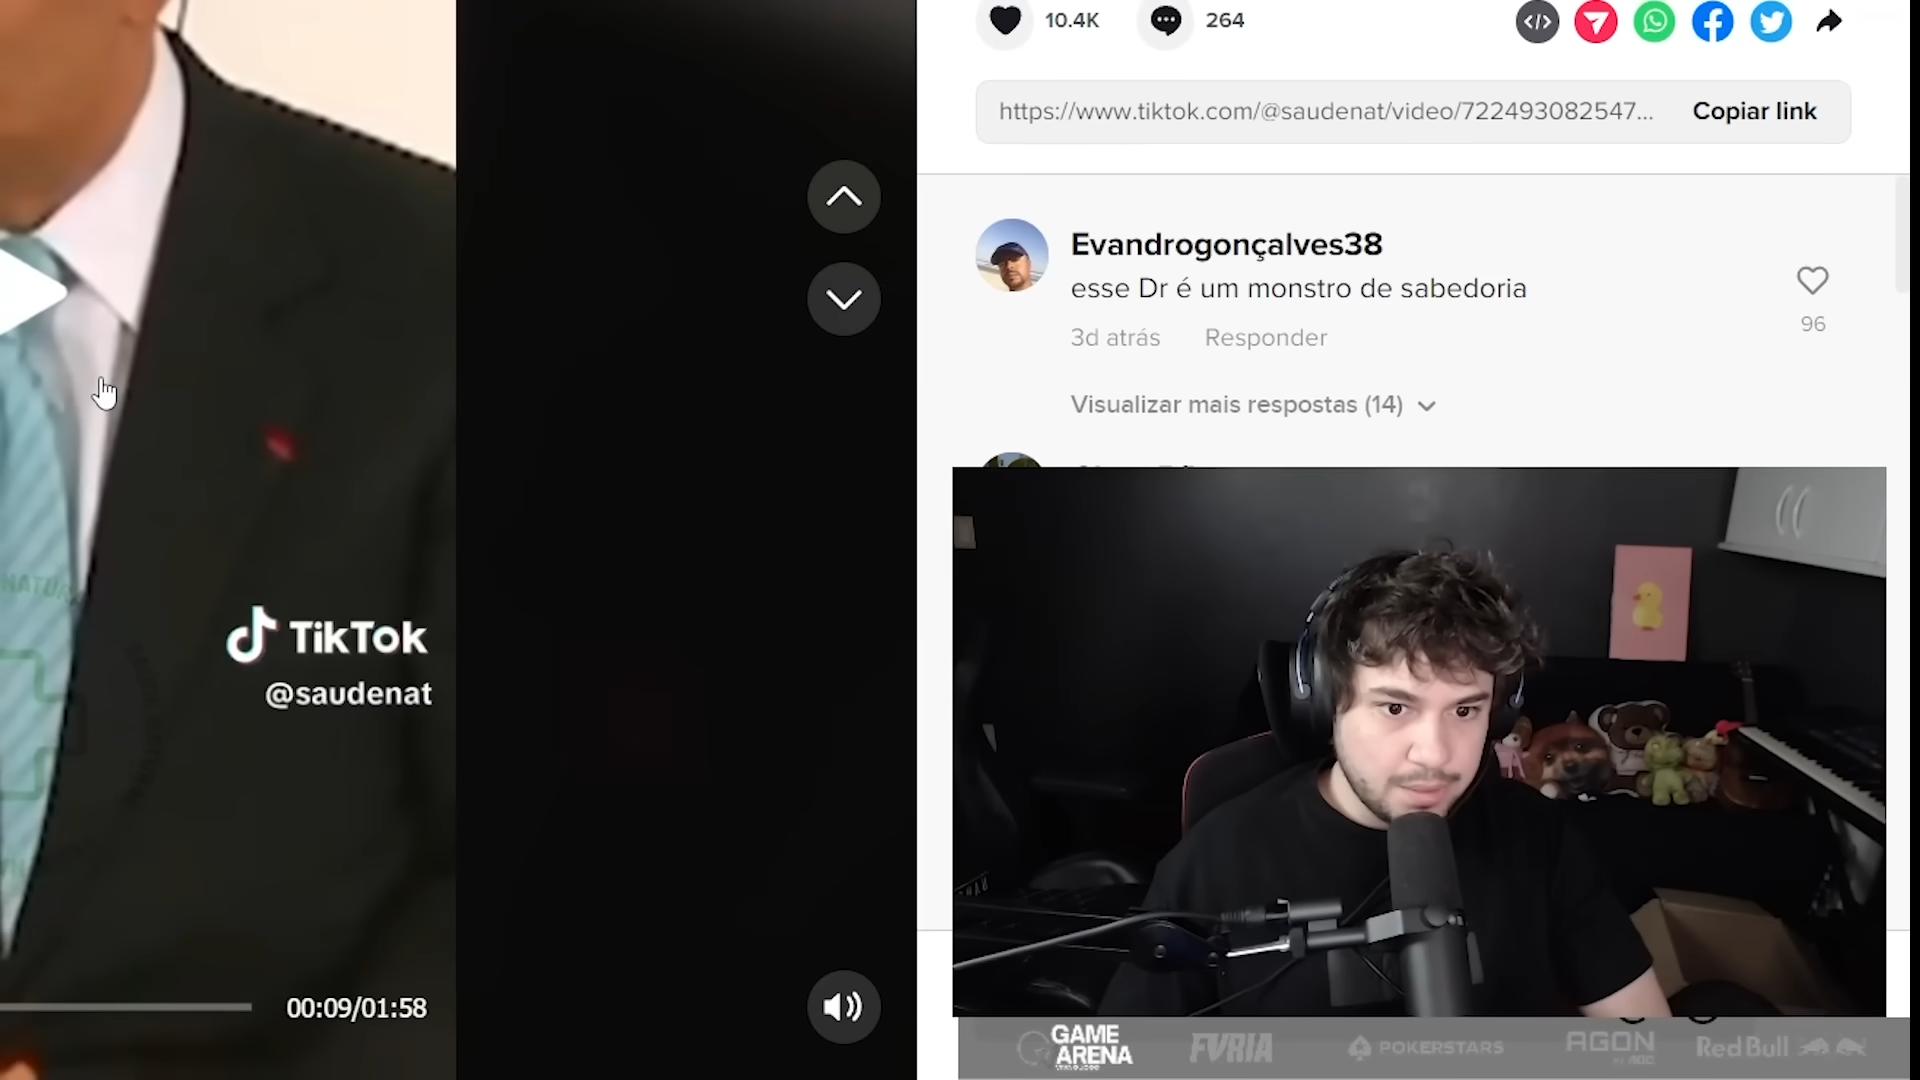 10.4K
264
https://www.tiktok.com/@saudenat/video/722493082547...
Copiar link
Evandrogonçalves38
esse Dr é um monstro de sabedoria
3d atrás
Responder
96
Visualizar mais respostas (14)
TikTok
@saudenat
00:09/01:58
GAME
ARENA
FVRIA
POKERSTARS
AGON
Red Bull